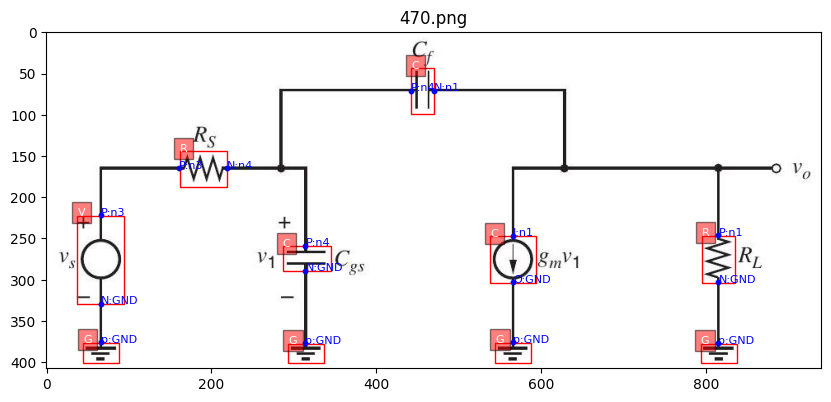 470.png
0
50
100
150
200
250
300
350
400
0
200
400
600
800
C_f
C
P:n4
N:n1
R_S
R
P:n3
N:n4
v_o
V
P:n3
+
v_s
−
N:GND
+
C
P:n4
v_1
C_gs
N:GND
−
C
I:n1
g_m v_1
O:GND
R
P:n1
R_L
N:GND
G
p:GND
G
p:GND
G
p:GND
G
p:GND